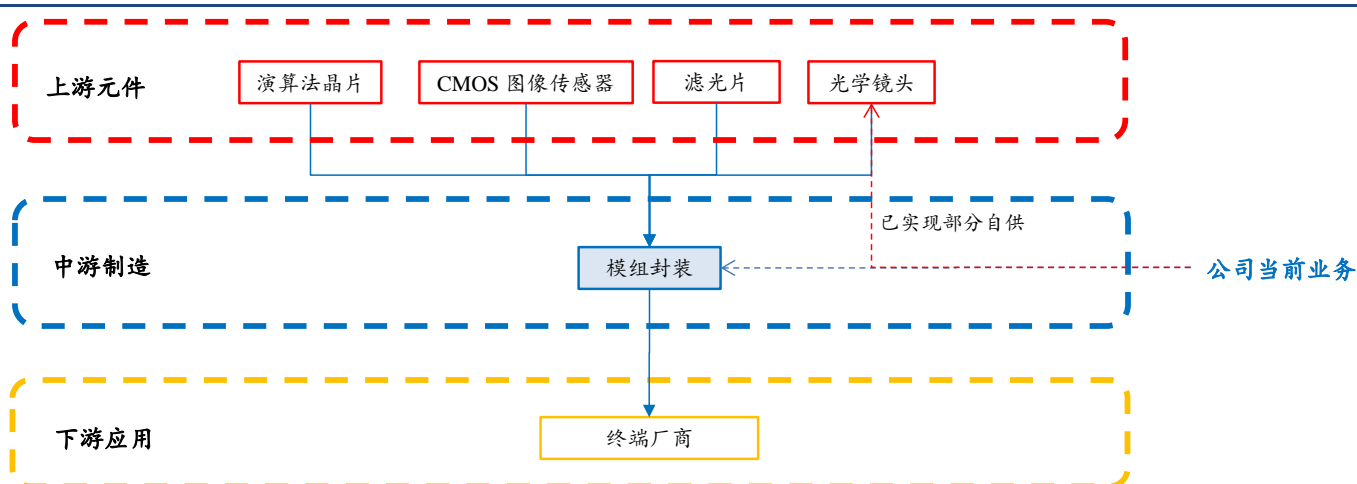 上游元件
演算法晶片
CMOS 图像传感器
滤光片
光学镜头
已实现部分自供
中游制造
模组封装
公司当前业务
下游应用
终端厂商